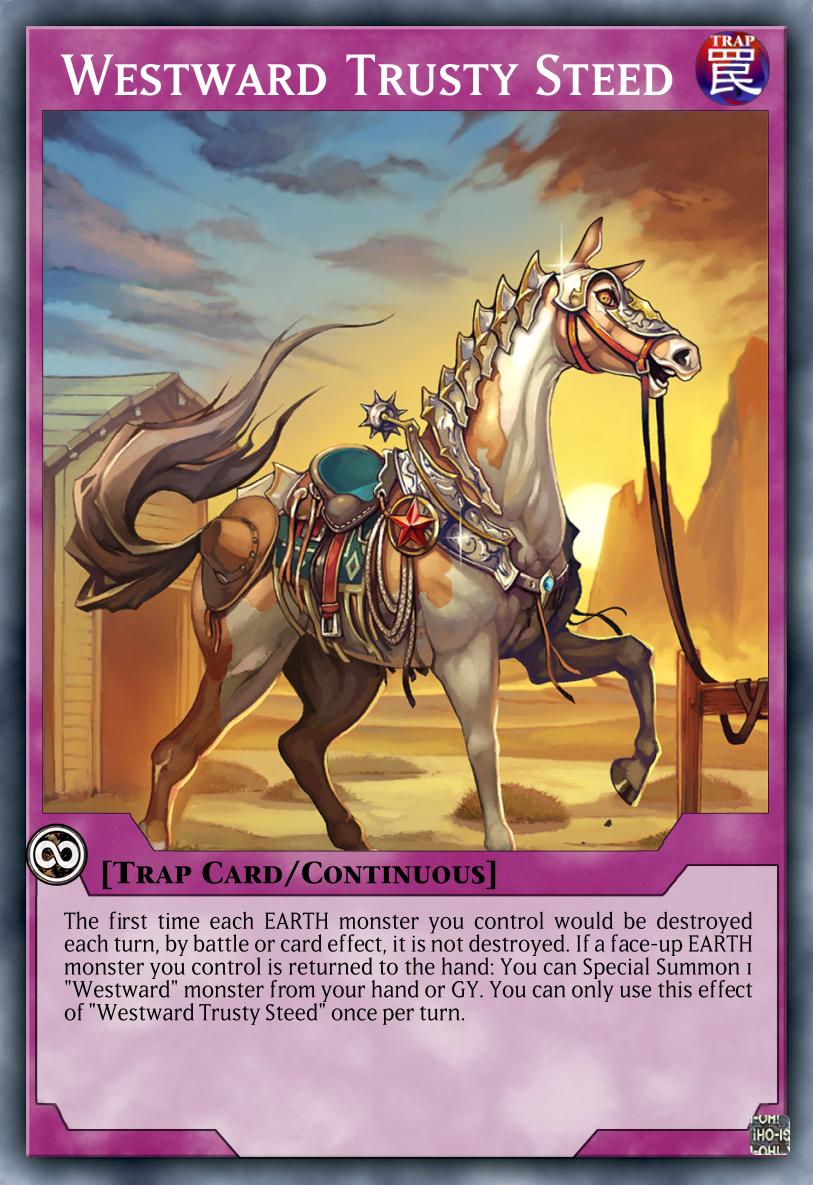 Westward Trusty Steed
TRAP
罠
[Trap Card/Continuous]
The first time each EARTH monster you control would be destroyed
each turn, by battle or card effect, it is not destroyed. If a face-up EARTH
monster you control is returned to the hand: You can Special Summon 1
"Westward" monster from your hand or GY. You can only use this effect
of "Westward Trusty Steed" once per turn.